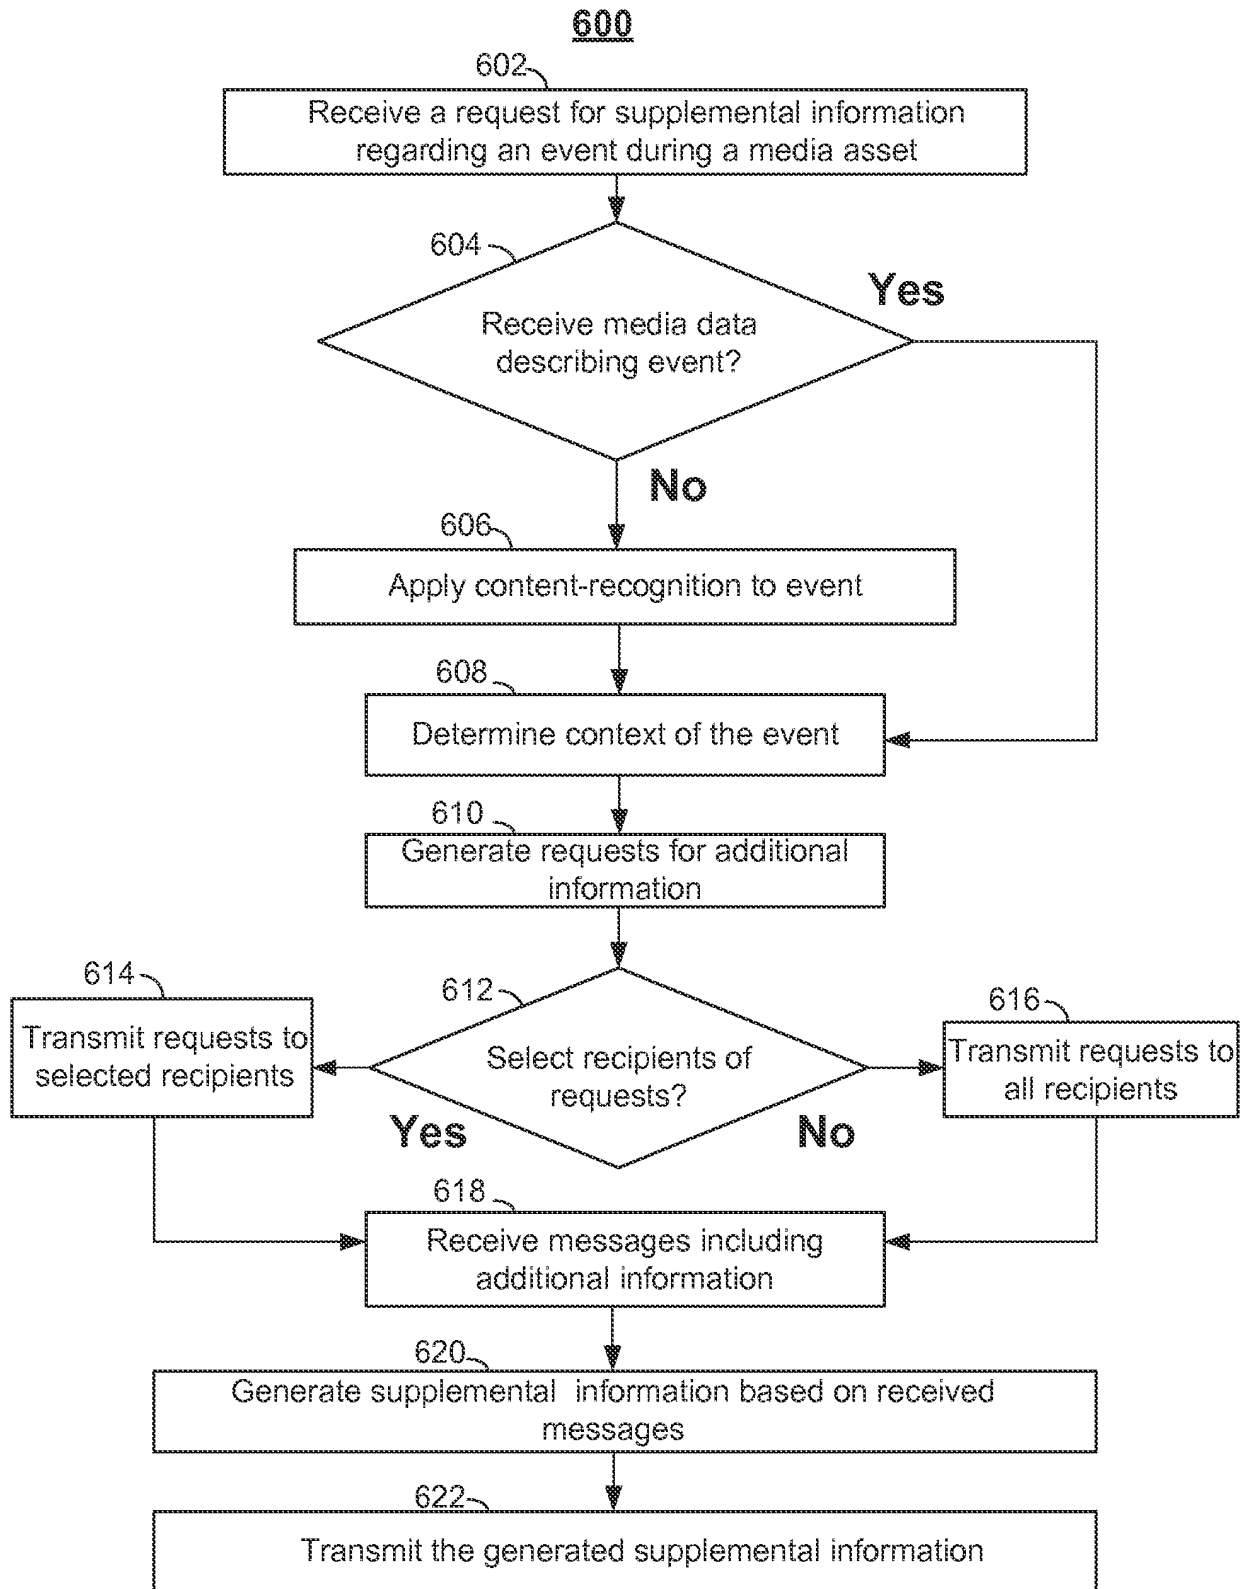 600
602
Receive a request for supplemental information
regarding an event during a media asset
604
Yes
Receive media data
describing event?
No
606
Apply content-recognition to event
608
Determine context of the event
610
Generate requests for additional
information
614
612
616
Transmit requests to
selected recipients
Select recipients of
requests?
Transmit requests to
all recipients
Yes
No
618
Receive messages including
additional information
620
Generate supplemental information based on received
messages
622
Transmit the generated supplemental information